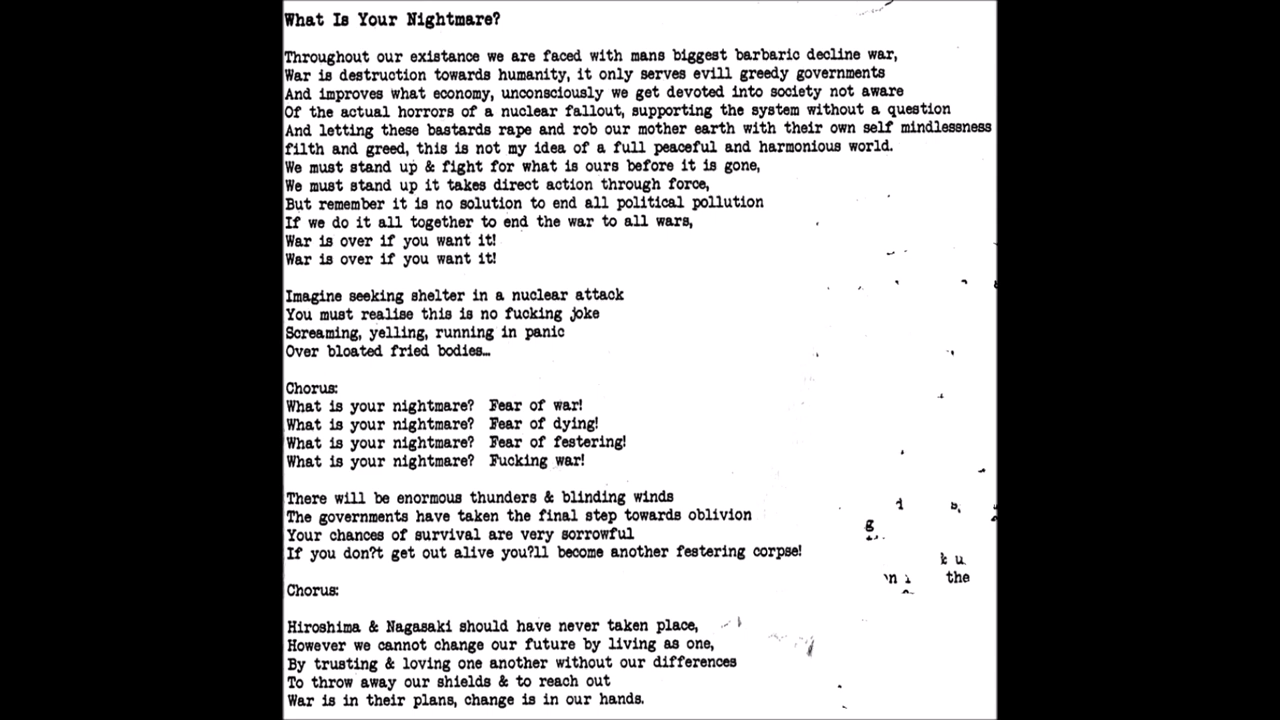 What Is Your Nightmare?
Throughout our existance we are faced with mans biggest barbaric decline war,
War is destruction towards humanity, it only serves evill greedy governments
And improves what economy, unconsciously we get devoted into society not aware
Of the actual horrors of a nuclear fallout, supporting the system without a question
And letting these bastards rape and rob our mother earth with their own self mindlessness
filth and greed, this is not my idea of a full peaceful and harmonious world.
We must stand up & fight for what is ours before it is gone,
We must stand up it takes direct action through force,
But remember it is no solution to end all political pollution
If we do it all together to end the war to all wars,
War is over if you want it!
War is over if you want it!
Imagine seeking shelter in a nuclear attack
You must realise this is no fucking joke
Screaming, yelling, running in panic
Over bloated fried bodies…
Chorus:
What is your nightmare? Fear of war!
What is your nightmare? Fear of dying!
What is your nightmare? Fear of festering!
What is your nightmare? Fucking war!
There will be enormous thunders & blinding winds
The governments have taken the final step towards oblivion
Your chances of survival are very sorrowful
If you don?t get out alive you?ll become another festering corpse!
Chorus:
Hiroshima & Nagasaki should have never taken place,
However we cannot change our future by living as one,
By trusting & loving one another without our differences
To throw away our shields & to reach out
War is in their plans, change is in our hands.
g
the